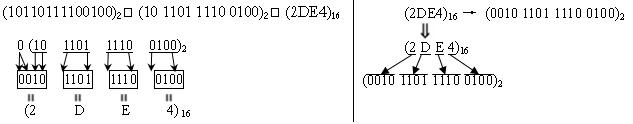 (10110111100100)₂□ (10 1101 1110 0100)₂□ (2DE4)₁₆
0 (10 1101 1110 0100)₂
0010 1101 1110 0100
= = = =
(2 D E 4)₁₆
(2DE4)₁₆ → (0010 1101 1110 0100)₂
⇓
(2 D E 4)₁₆
(0010 1101 1110 0100)₂